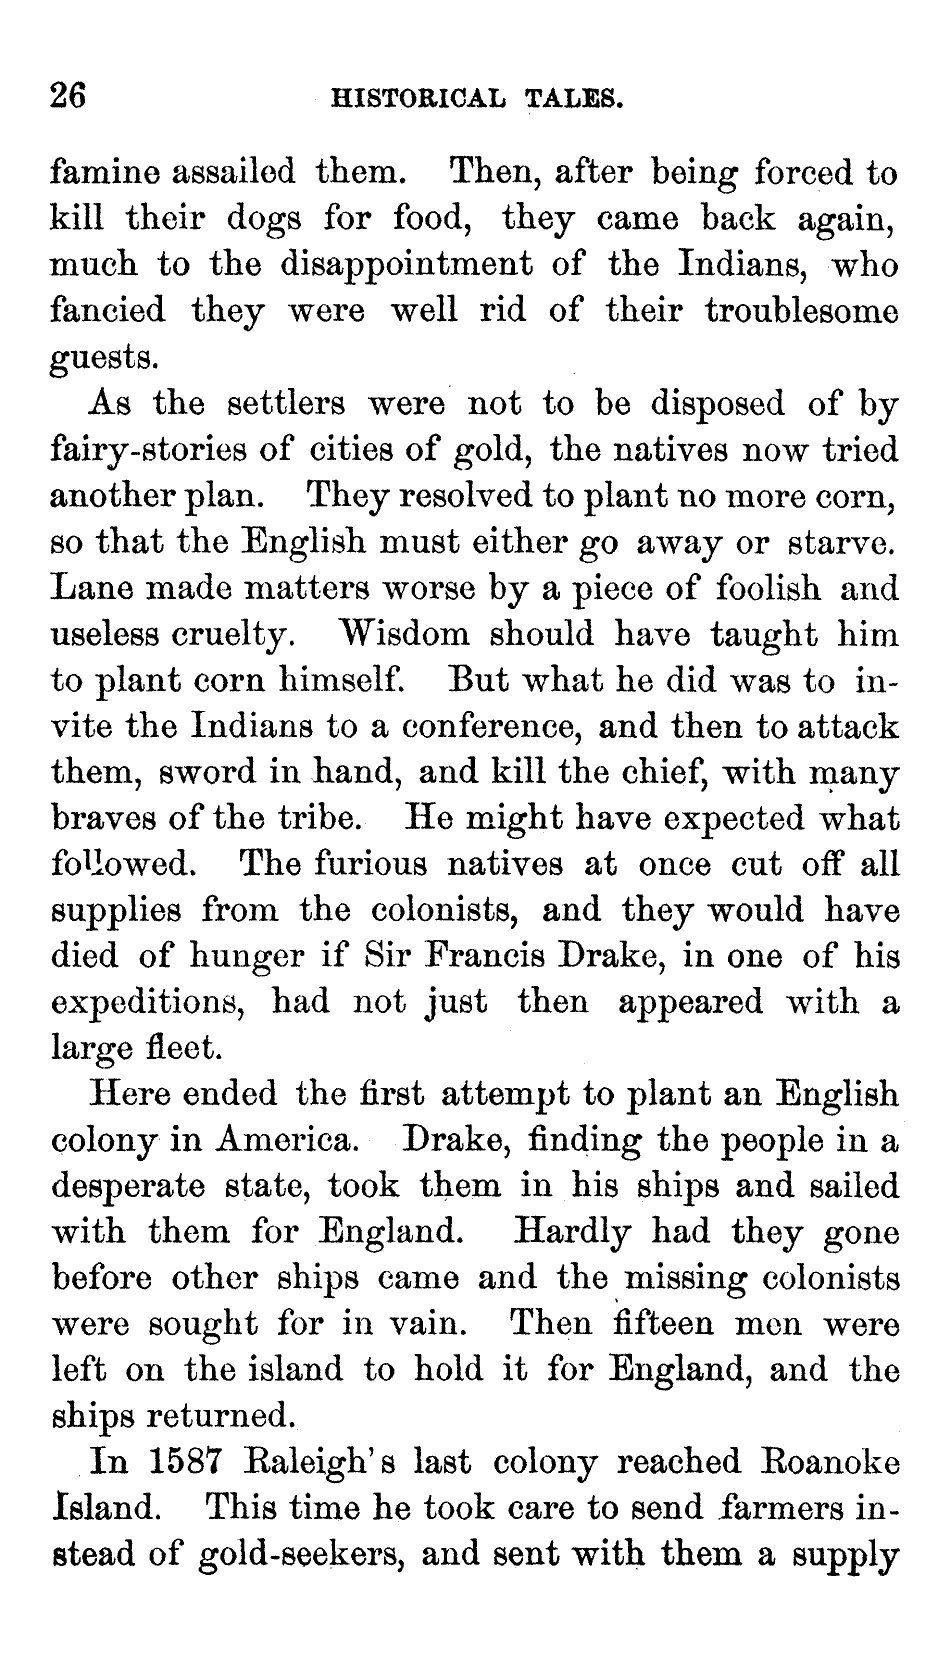 26 HISTORICAL TALES.
famine assailed them. Then, after being forced to
kill their dogs for food, they came back again,
much to the disappointment of the Indians, who
fancied they were well rid of their troublesome
guests.
As the settlers were not to be disposed of by
fairy-stories of cities of gold, the natives now tried
another plan. They resolved to plant no more corn,
so that the English must either go away or starve.
Lane made matters worse by a piece of foolish and
useless cruelty. Wisdom should have taught him
to plant corn himself. But what he did was to in-
vite the Indians to a conference, and then to attack
them, sword in hand, and kill the chief, with many
braves of the tribe. He might have expected what
followed. The furious natives at once cut off all
supplies from the colonists, and they would have
died of hunger if Sir Francis Drake, in one of his
expeditions, had not just then appeared with a
large fleet.
Here ended the first attempt to plant an English
colony in America. Drake, finding the people in a
desperate state, took them in his ships and sailed
with them for England. Hardly had they gone
before other ships came and the missing colonists
were sought for in vain. Then fifteen men were
left on the island to hold it for England, and the
ships returned.
In 1587 Raleigh's last colony reached Roanoke
Island. This time he took care to send farmers in-
stead of gold-seekers, and sent with them a supply